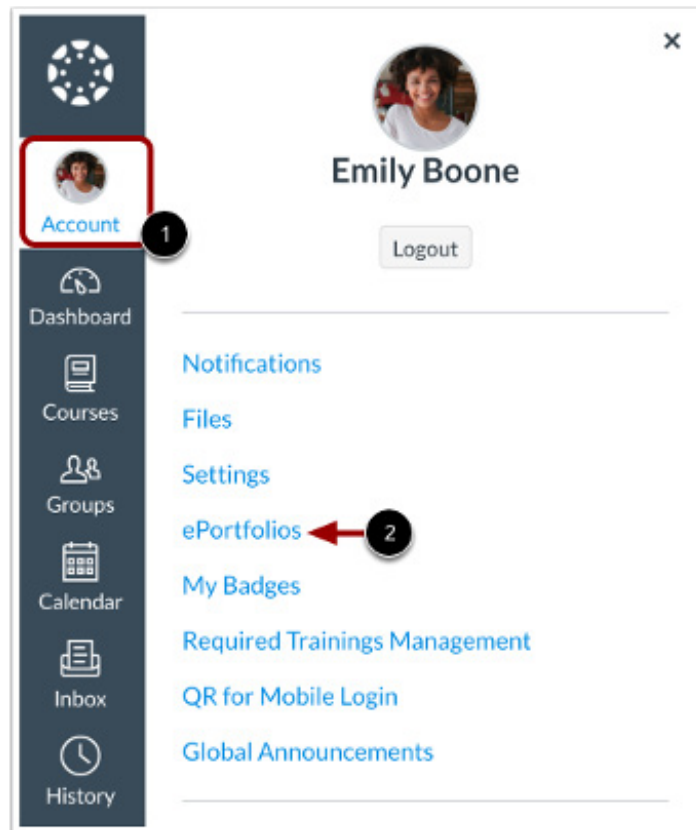 Account
1
Dashboard
Courses
Groups
Calendar
Inbox
History
×
Emily Boone
Logout
Notifications
Files
Settings
ePortfolios
2
My Badges
Required Trainings Management
QR for Mobile Login
Global Announcements